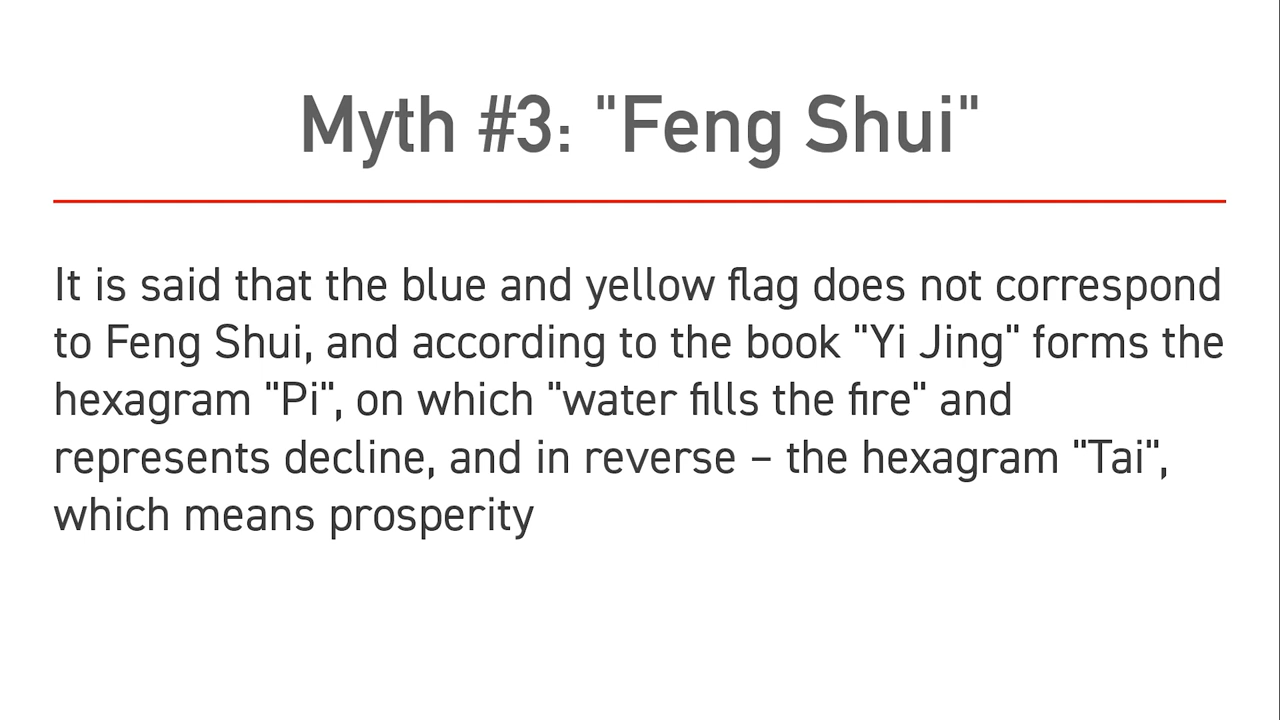 Myth #3: "Feng Shui"
It is said that the blue and yellow flag does not correspond
to Feng Shui, and according to the book "Yi Jing" forms the
hexagram "Pi", on which "water fills the fire" and
represents decline, and in reverse – the hexagram "Tai",
which means prosperity